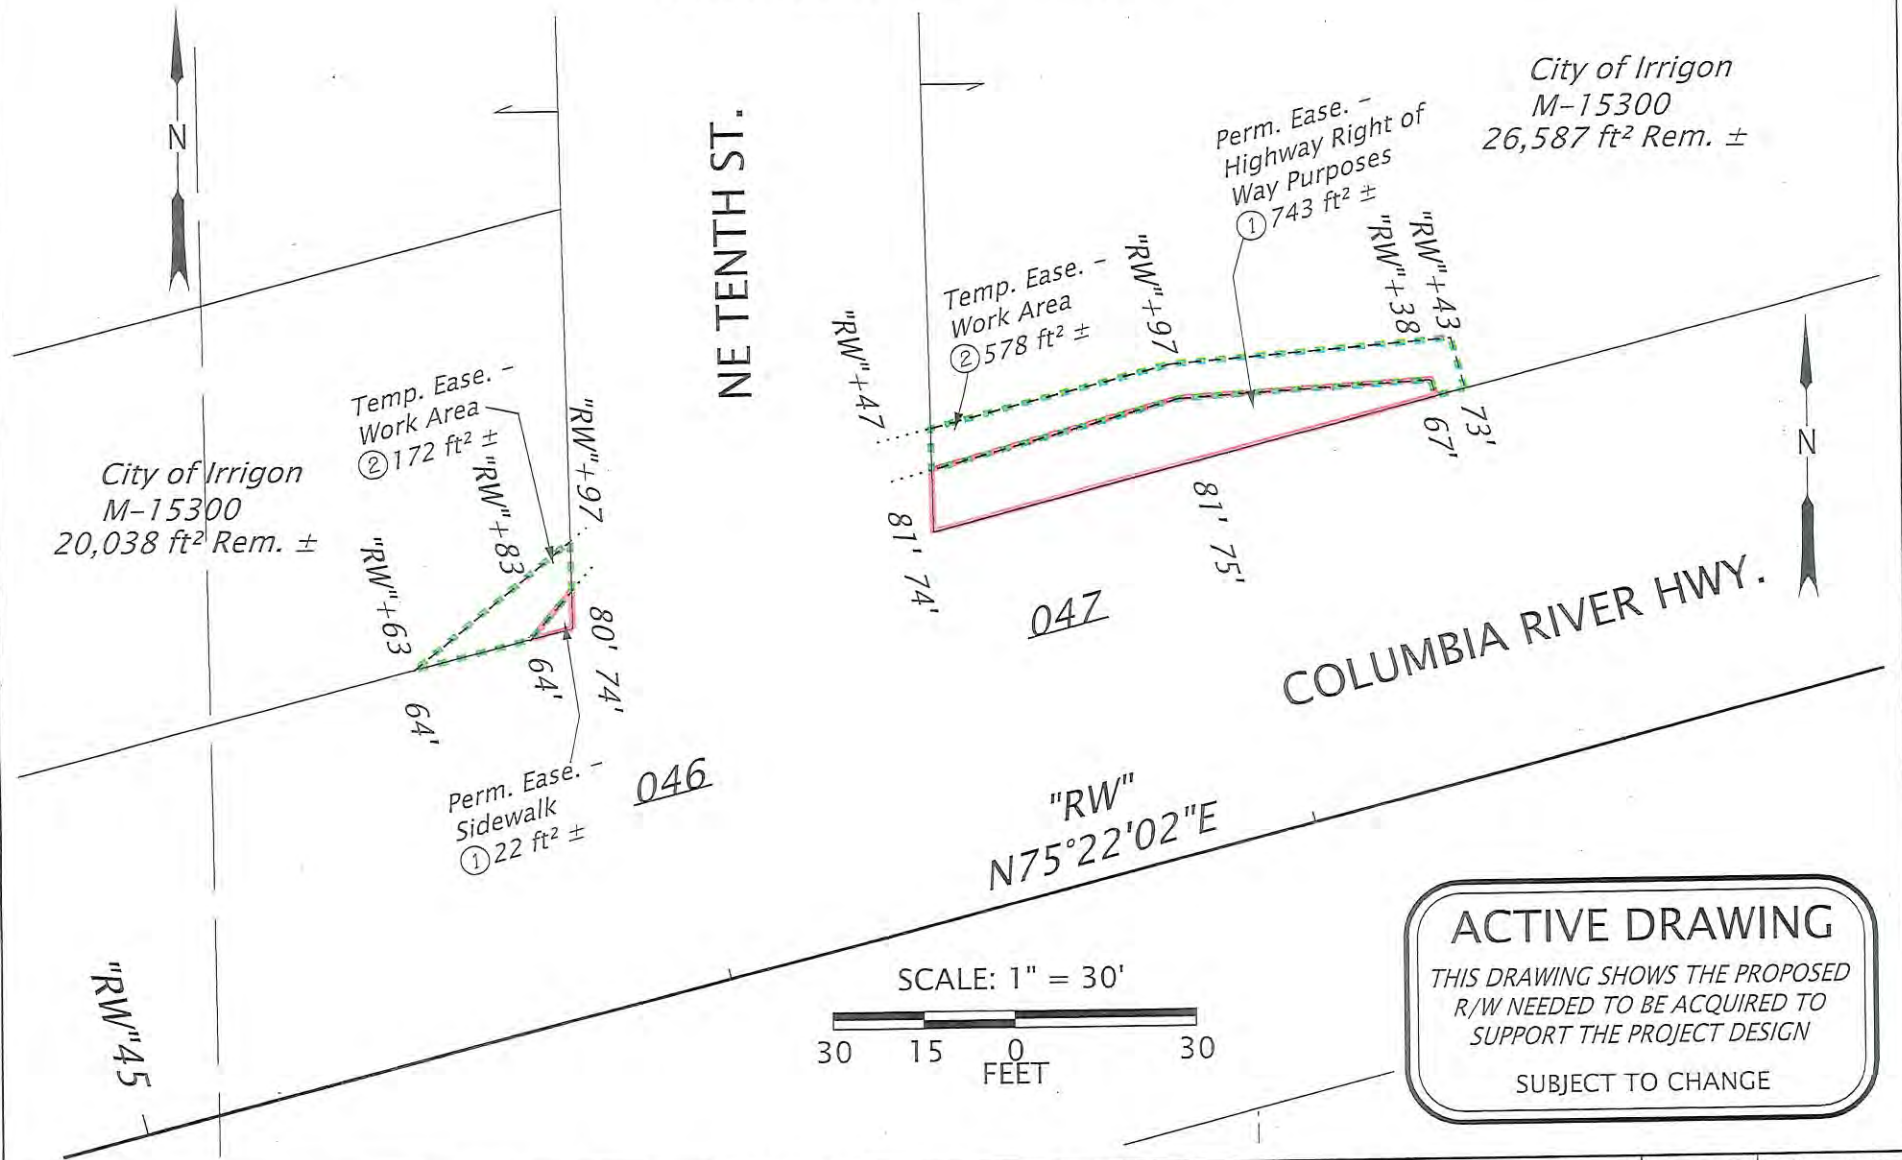 N
NE TENTH ST.
City of Irrigon
M-15300
26,587 ft² Rem. ±
Perm. Ease. -
Highway Right of
Way Purposes
① 743 ft² ±
"RW"+38
"RW"+43
Temp. Ease. -
Work Area
② 578 ft² ±
"RW"+97
"RW"+47
Temp. Ease. -
Work Area
② 172 ft² ±
"RW"+97
"RW"+83
"RW"+63
City of Irrigon
M-15300
20,038 ft² Rem. ±
N
67'
73'
81' 75'
81' 74'
047
80' 74'
64'
64'
COLUMBIA RIVER HWY.
Perm. Ease. -
Sidewalk
① 22 ft² ±
046
"RW"
N75°22'02"E
"RW"45
SCALE: 1" = 30'
30 15 0 30
FEET
ACTIVE DRAWING
THIS DRAWING SHOWS THE PROPOSED
R/W NEEDED TO BE ACQUIRED TO
SUPPORT THE PROJECT DESIGN
SUBJECT TO CHANGE